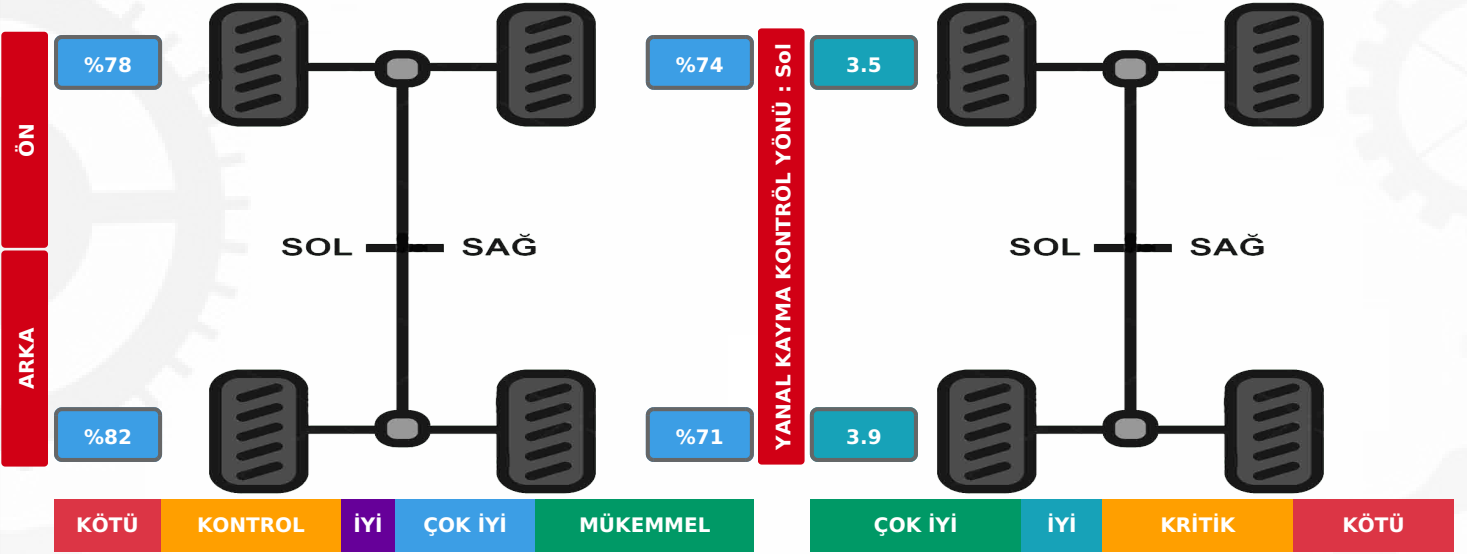 ÖN
%78
%74
YANAL KAYMA KONTRÖL YÖNÜ : Sol
3.5
SOL
SAĞ
SOL
SAĞ
ARKA
%82
%71
3.9
KÖTÜ
KONTROL
İYİ
ÇOK İYİ
MÜKEMMEL
ÇOK İYİ
İYİ
KRİTİK
KÖTÜ